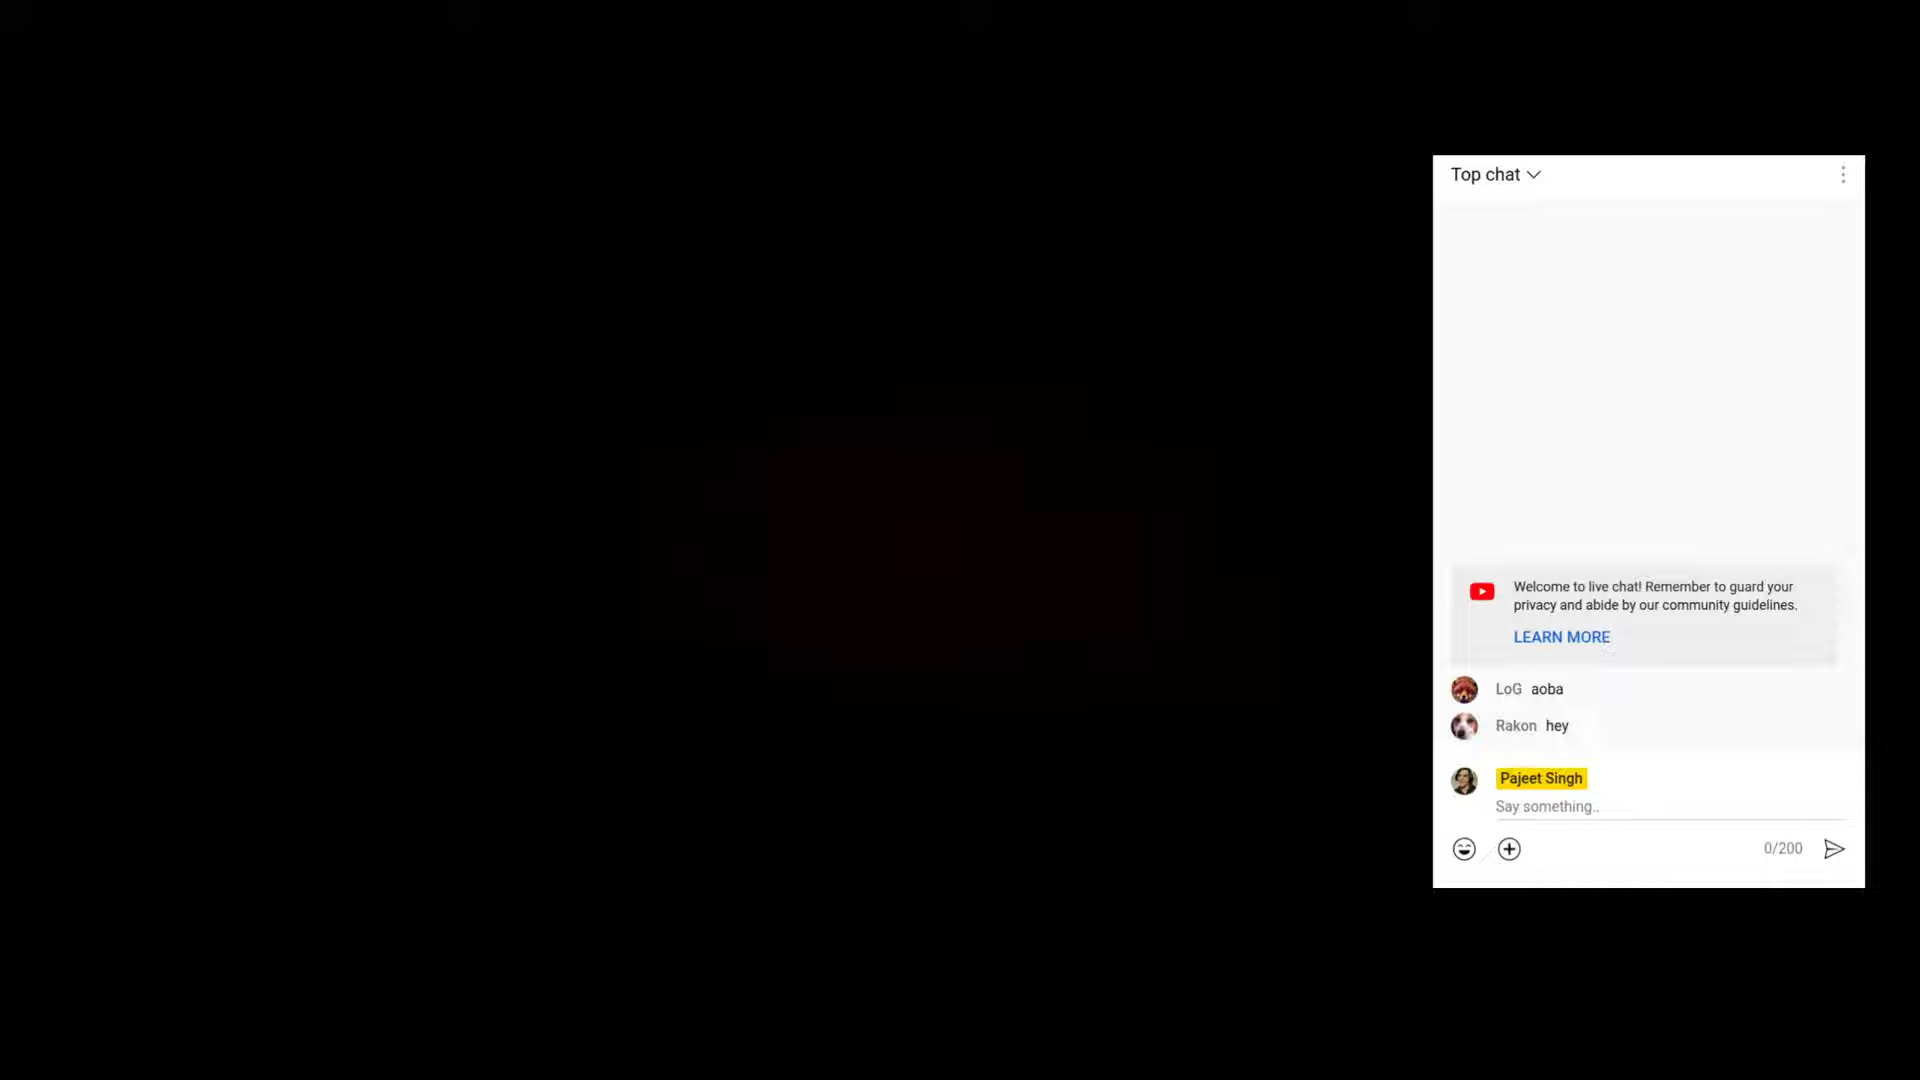 Top chat
Welcome to live chat! Remember to guard your
privacy and abide by our community guidelines.
LEARN MORE
LoG aoba
Rakon hey
Pajeet Singh
Say something..
0/200